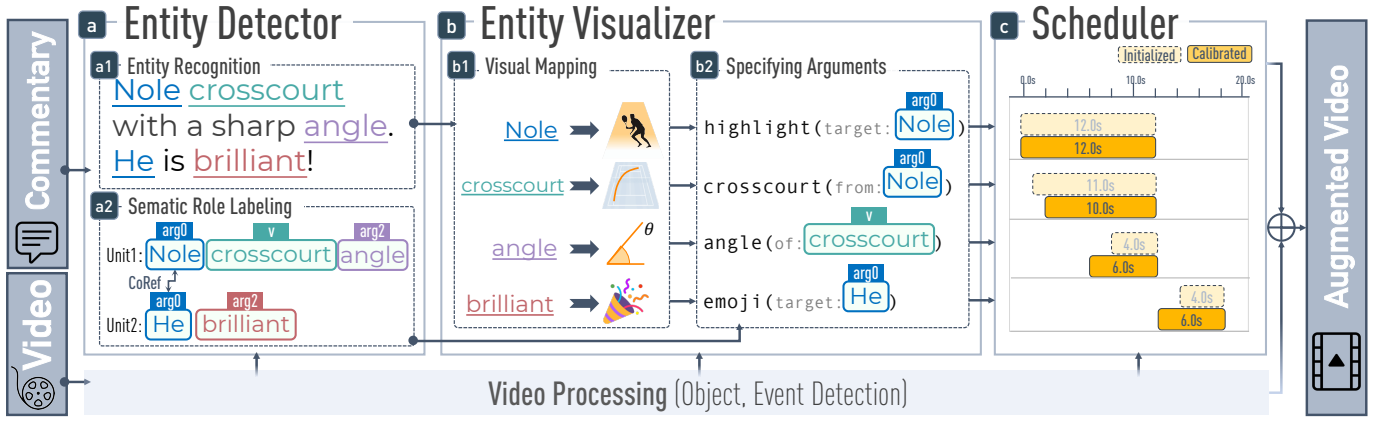 Commentary
Video
a Entity Detector
a1 Entity Recognition
Nole crosscourt
with a sharp angle.
He is brilliant!
a2 Sematic Role Labeling
arg0 v arg2
Unit1: Nole crosscourt angle
CoRef
arg0 arg2
Unit2: He brilliant
b Entity Visualizer
b1 Visual Mapping
Nole
crosscourt
angle θ
brilliant
b2 Specifying Arguments
arg0
highlight(target: Nole)
arg0
crosscourt(from: Nole)
v
angle(of: crosscourt)
arg0
emoji(target: He)
c Scheduler
Initialized Calibrated
0.0s 10.0s 20.0s
12.0s
12.0s
11.0s
10.0s
4.0s
6.0s
4.0s
6.0s
Video Processing (Object, Event Detection)
Augmented Video